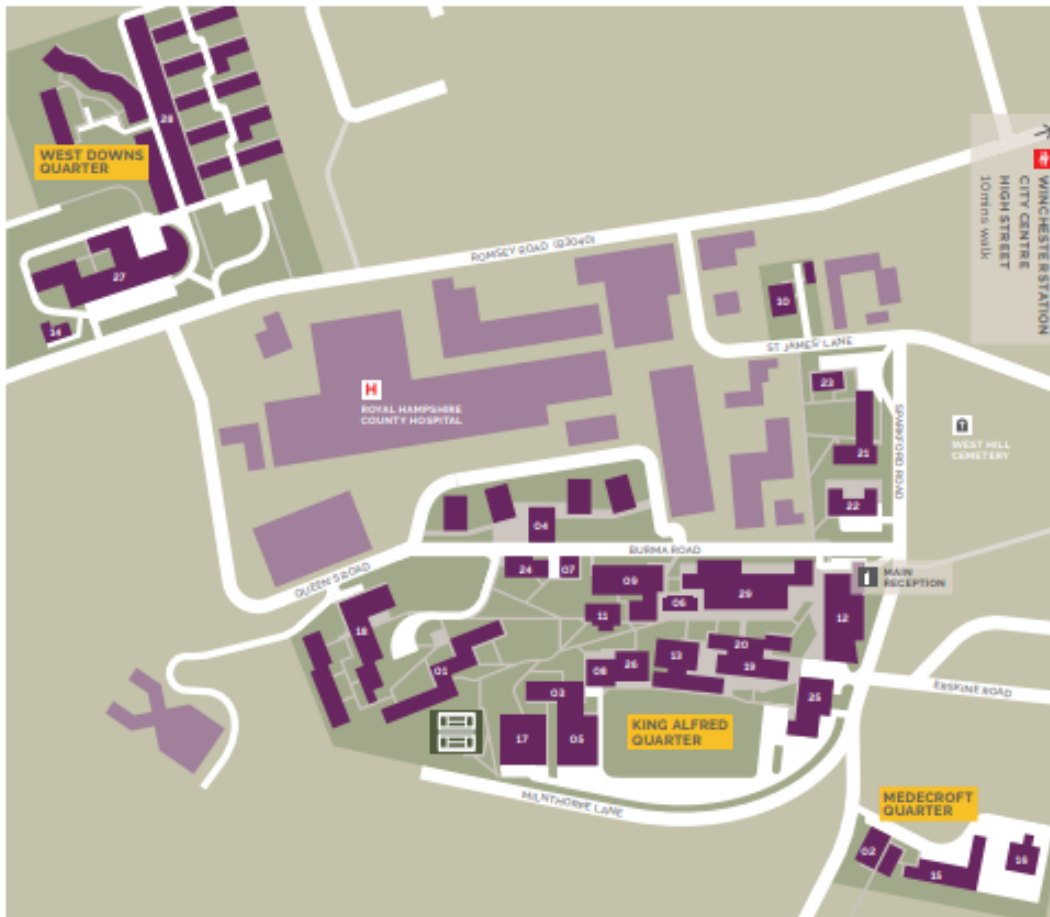 28
WEST DOWNS
QUARTER
27
14
ROMSEY ROAD (B3040)
WINCHESTER STATION
CITY CENTRE
HIGH STREET
10 mins walk
30
ST JAMES' LANE
23
21
22
SPARKFORD ROAD
WEST HILL
CEMETERY
H
ROYAL HAMPSHIRE
COUNTY HOSPITAL
04
BURMA ROAD
24
07
09
29
06
11
12
MAIN
RECEPTION
QUEEN'S ROAD
18
01
20
13
19
08
26
03
17
05
25
ERSKINE ROAD
KING ALFRED
QUARTER
MILNTHORPE LANE
MEDECROFT
QUARTER
02
15
16